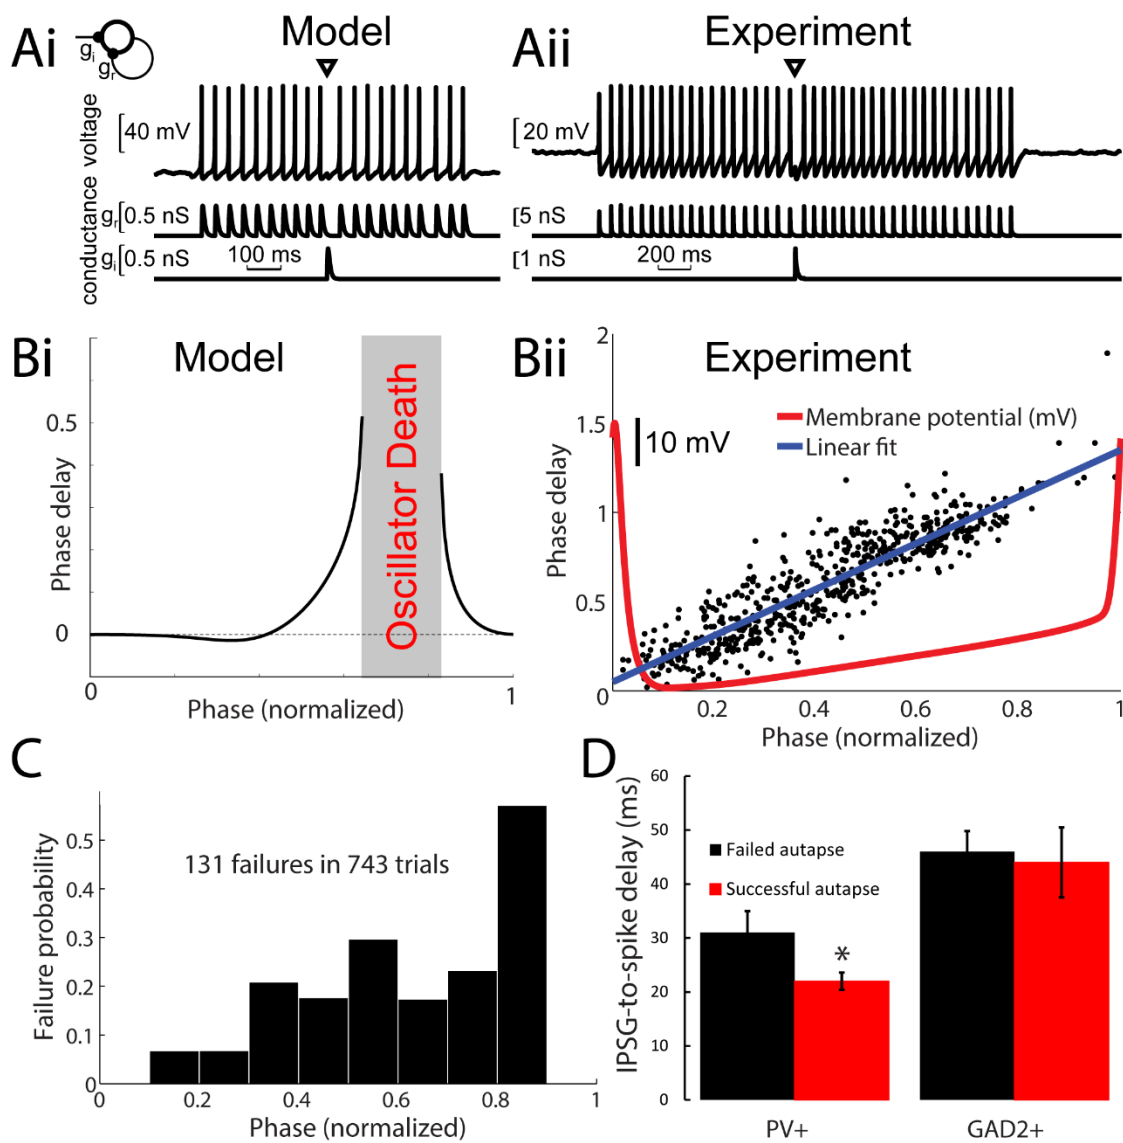 Ai
Model
Aii
Experiment
gi
gr
voltage
40 mV
20 mV
conductance
gr
0.5 nS
5 nS
gi
0.5 nS
100 ms
1 nS
200 ms
Bi
Model
Oscillator Death
Phase delay
0.5
0
0
1
Phase (normalized)
Bii
Experiment
Phase delay
2
1.5
1
0.5
0
10 mV
Membrane potential (mV)
Linear fit
0.2
0.4
0.6
0.8
1
Phase (normalized)
C
Failure probability
0.5
0.4
0.3
0.2
0.1
0
131 failures in 743 trials
0
0.2
0.4
0.6
0.8
1
Phase (normalized)
D
IPSG-to-spike delay (ms)
60
50
40
30
20
10
0
Failed autapse
Successful autapse
*
PV+
GAD2+